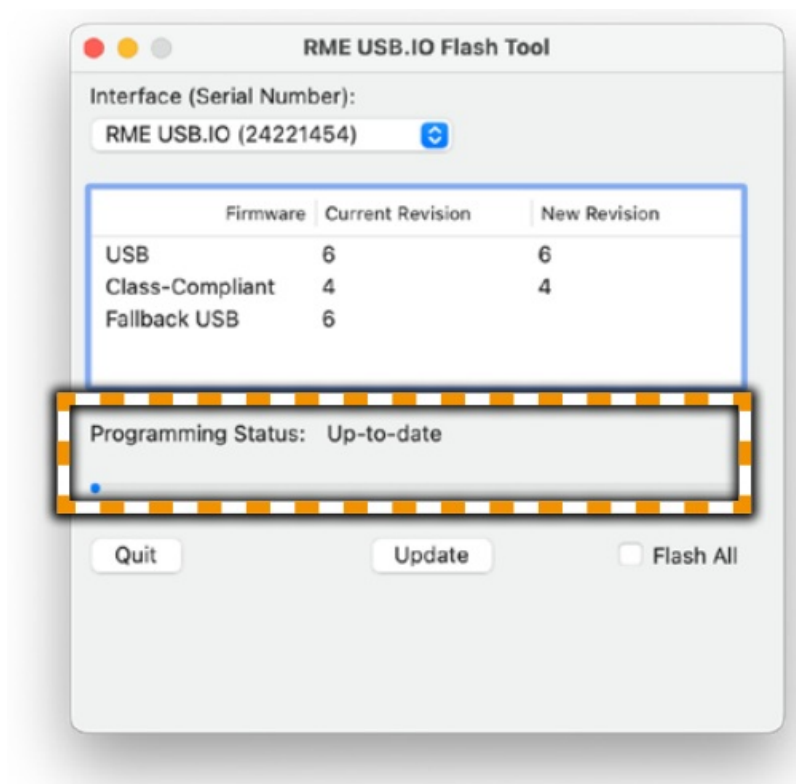 RME USB.IO Flash Tool
Interface (Serial Number):
RME USB.IO (24221454)
Firmware Current Revision New Revision
USB 6 6
Class-Compliant 4 4
Fallback USB 6
Programming Status: Up-to-date
Quit Update Flash All